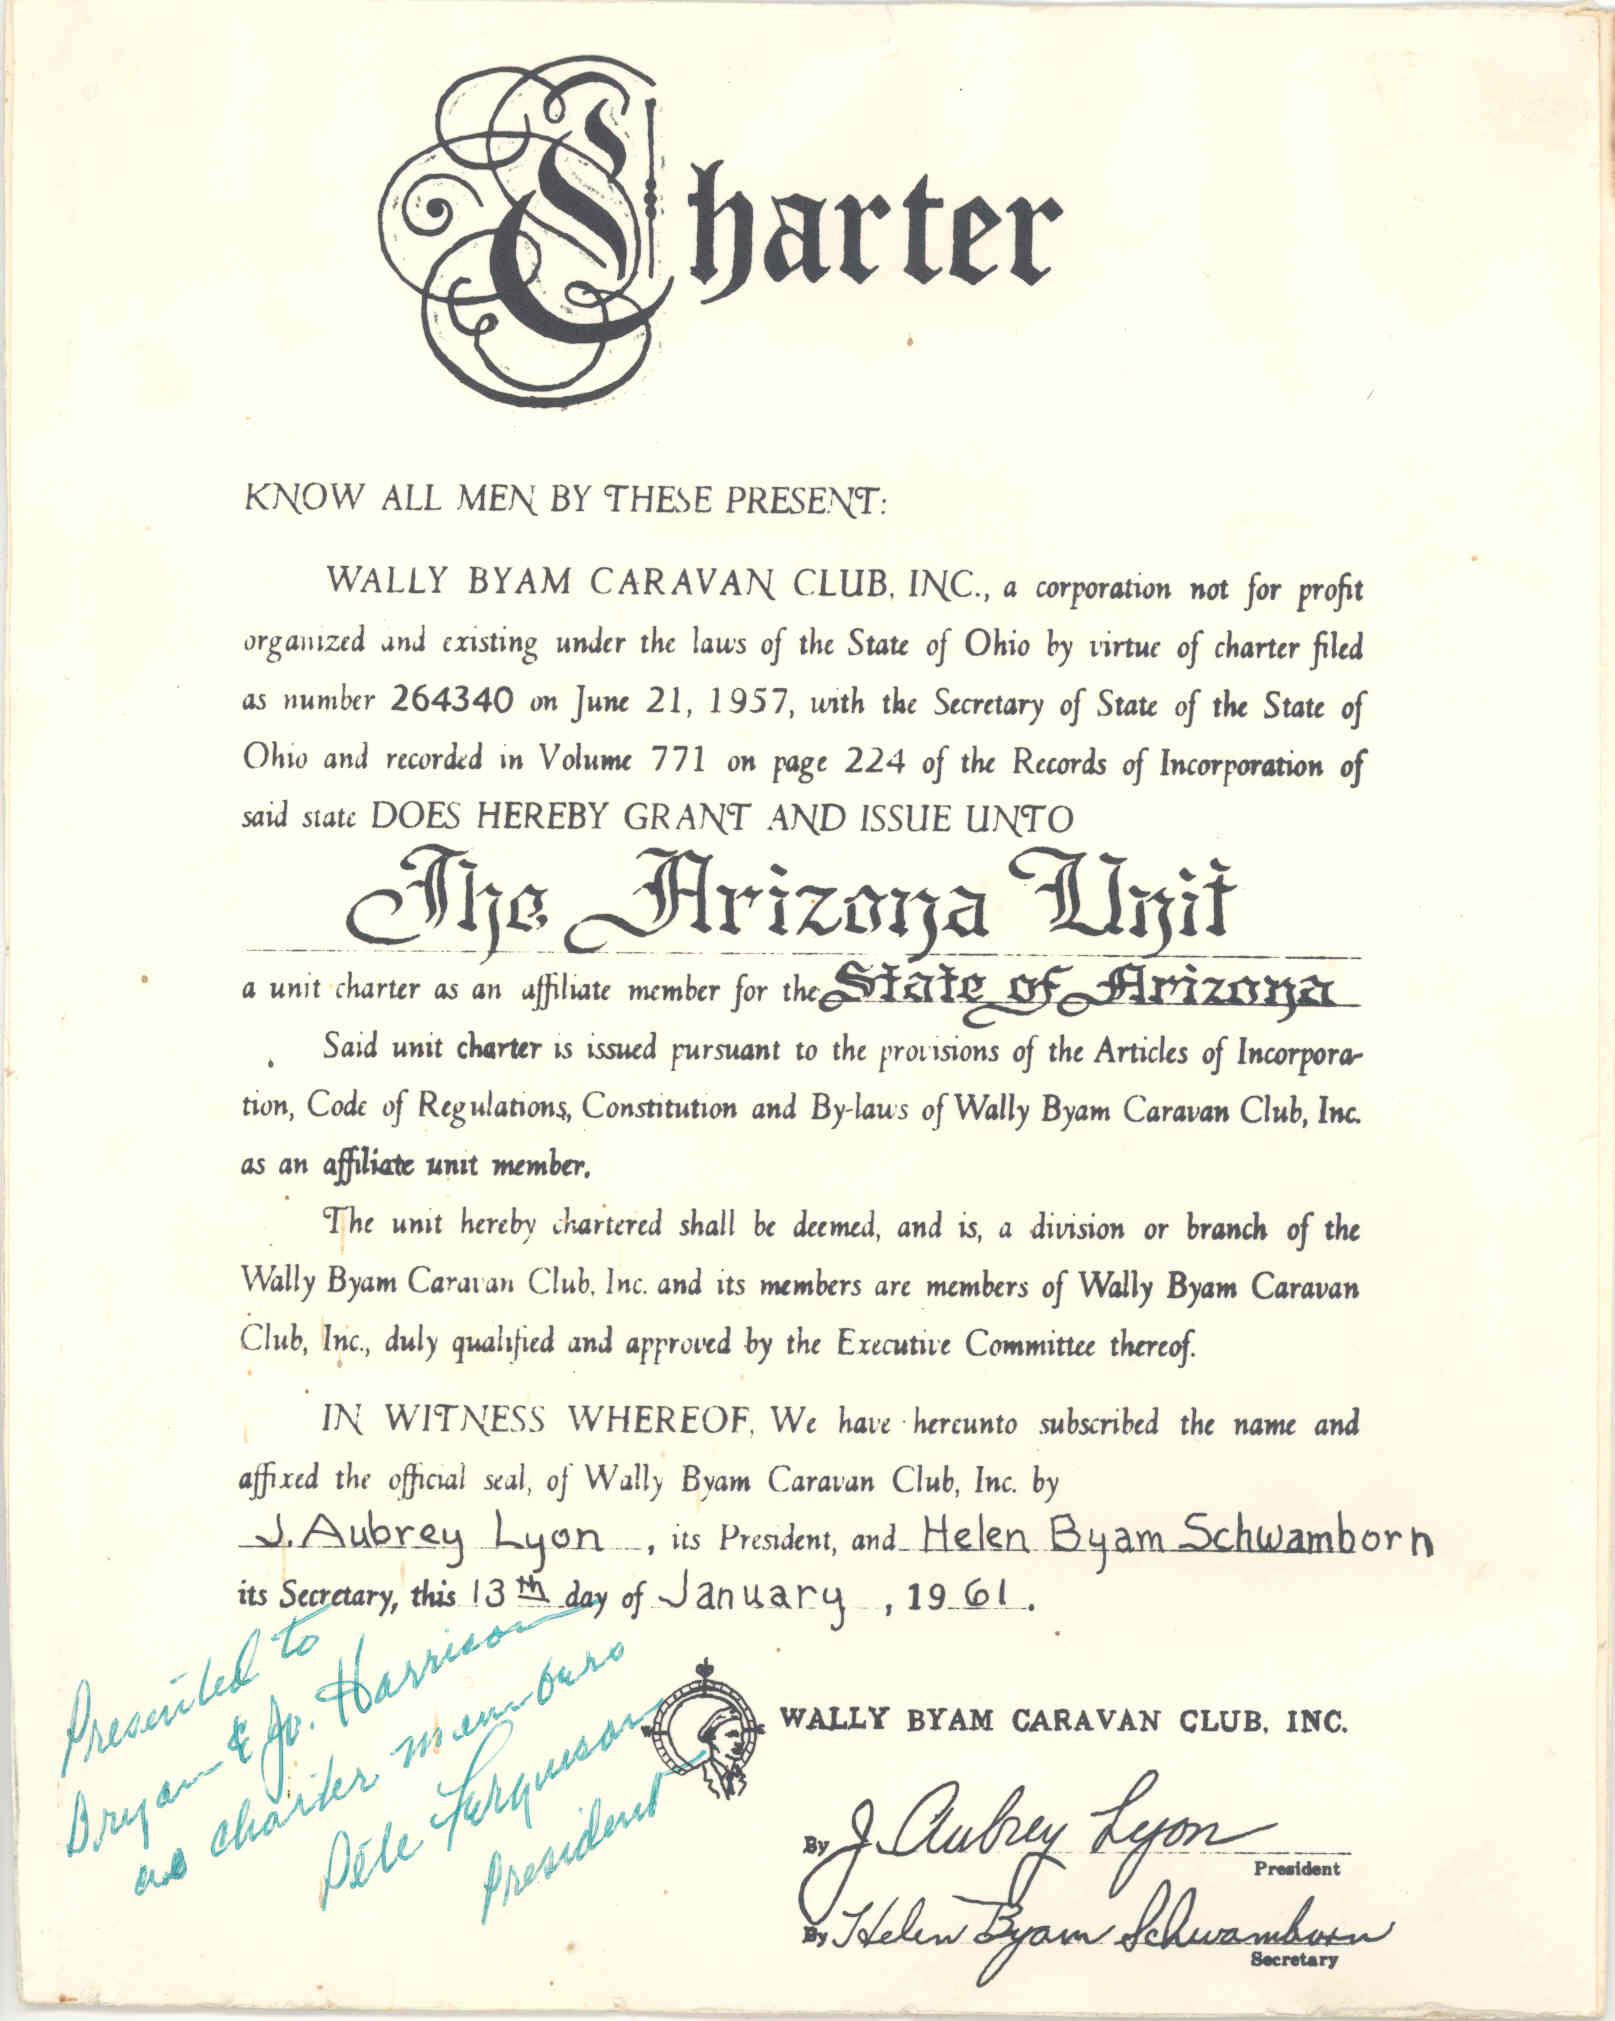 Charter
KNOW ALL MEN BY THESE PRESENT:
WALLY BYAM CARAVAN CLUB, INC., a corporation not for profit
organized and existing under the laws of the State of Ohio by virtue of charter filed
as number 264340 on June 21, 1957, with the Secretary of State of the State of
Ohio and recorded in Volume 771 on page 224 of the Records of Incorporation of
said state DOES HEREBY GRANT AND ISSUE UNTO
The Arizona Unit
a unit charter as an affiliate member for the State of Arizona
Said unit charter is issued pursuant to the provisions of the Articles of Incorpora-
tion, Code of Regulations, Constitution and By-laws of Wally Byam Caravan Club, Inc.
as an affiliate unit member.
The unit hereby chartered shall be deemed, and is, a division or branch of the
Wally Byam Caravan Club, Inc. and its members are members of Wally Byam Caravan
Club, Inc., duly qualified and approved by the Executive Committee thereof.
IN WITNESS WHEREOF, We have hereunto subscribed the name and
affixed the official seal, of Wally Byam Caravan Club, Inc. by
J. Aubrey Lyon, its President, and Helen Byam Schwamborn
its Secretary, this 13th day of January, 1961.
Presented to
Bryan & Jo. Harrison
as charter members
Pete Ferguson
President
WALLY BYAM CARAVAN CLUB, INC.
By J. Aubrey Lyon
President
By Helen Byam Schwamborn
Secretary